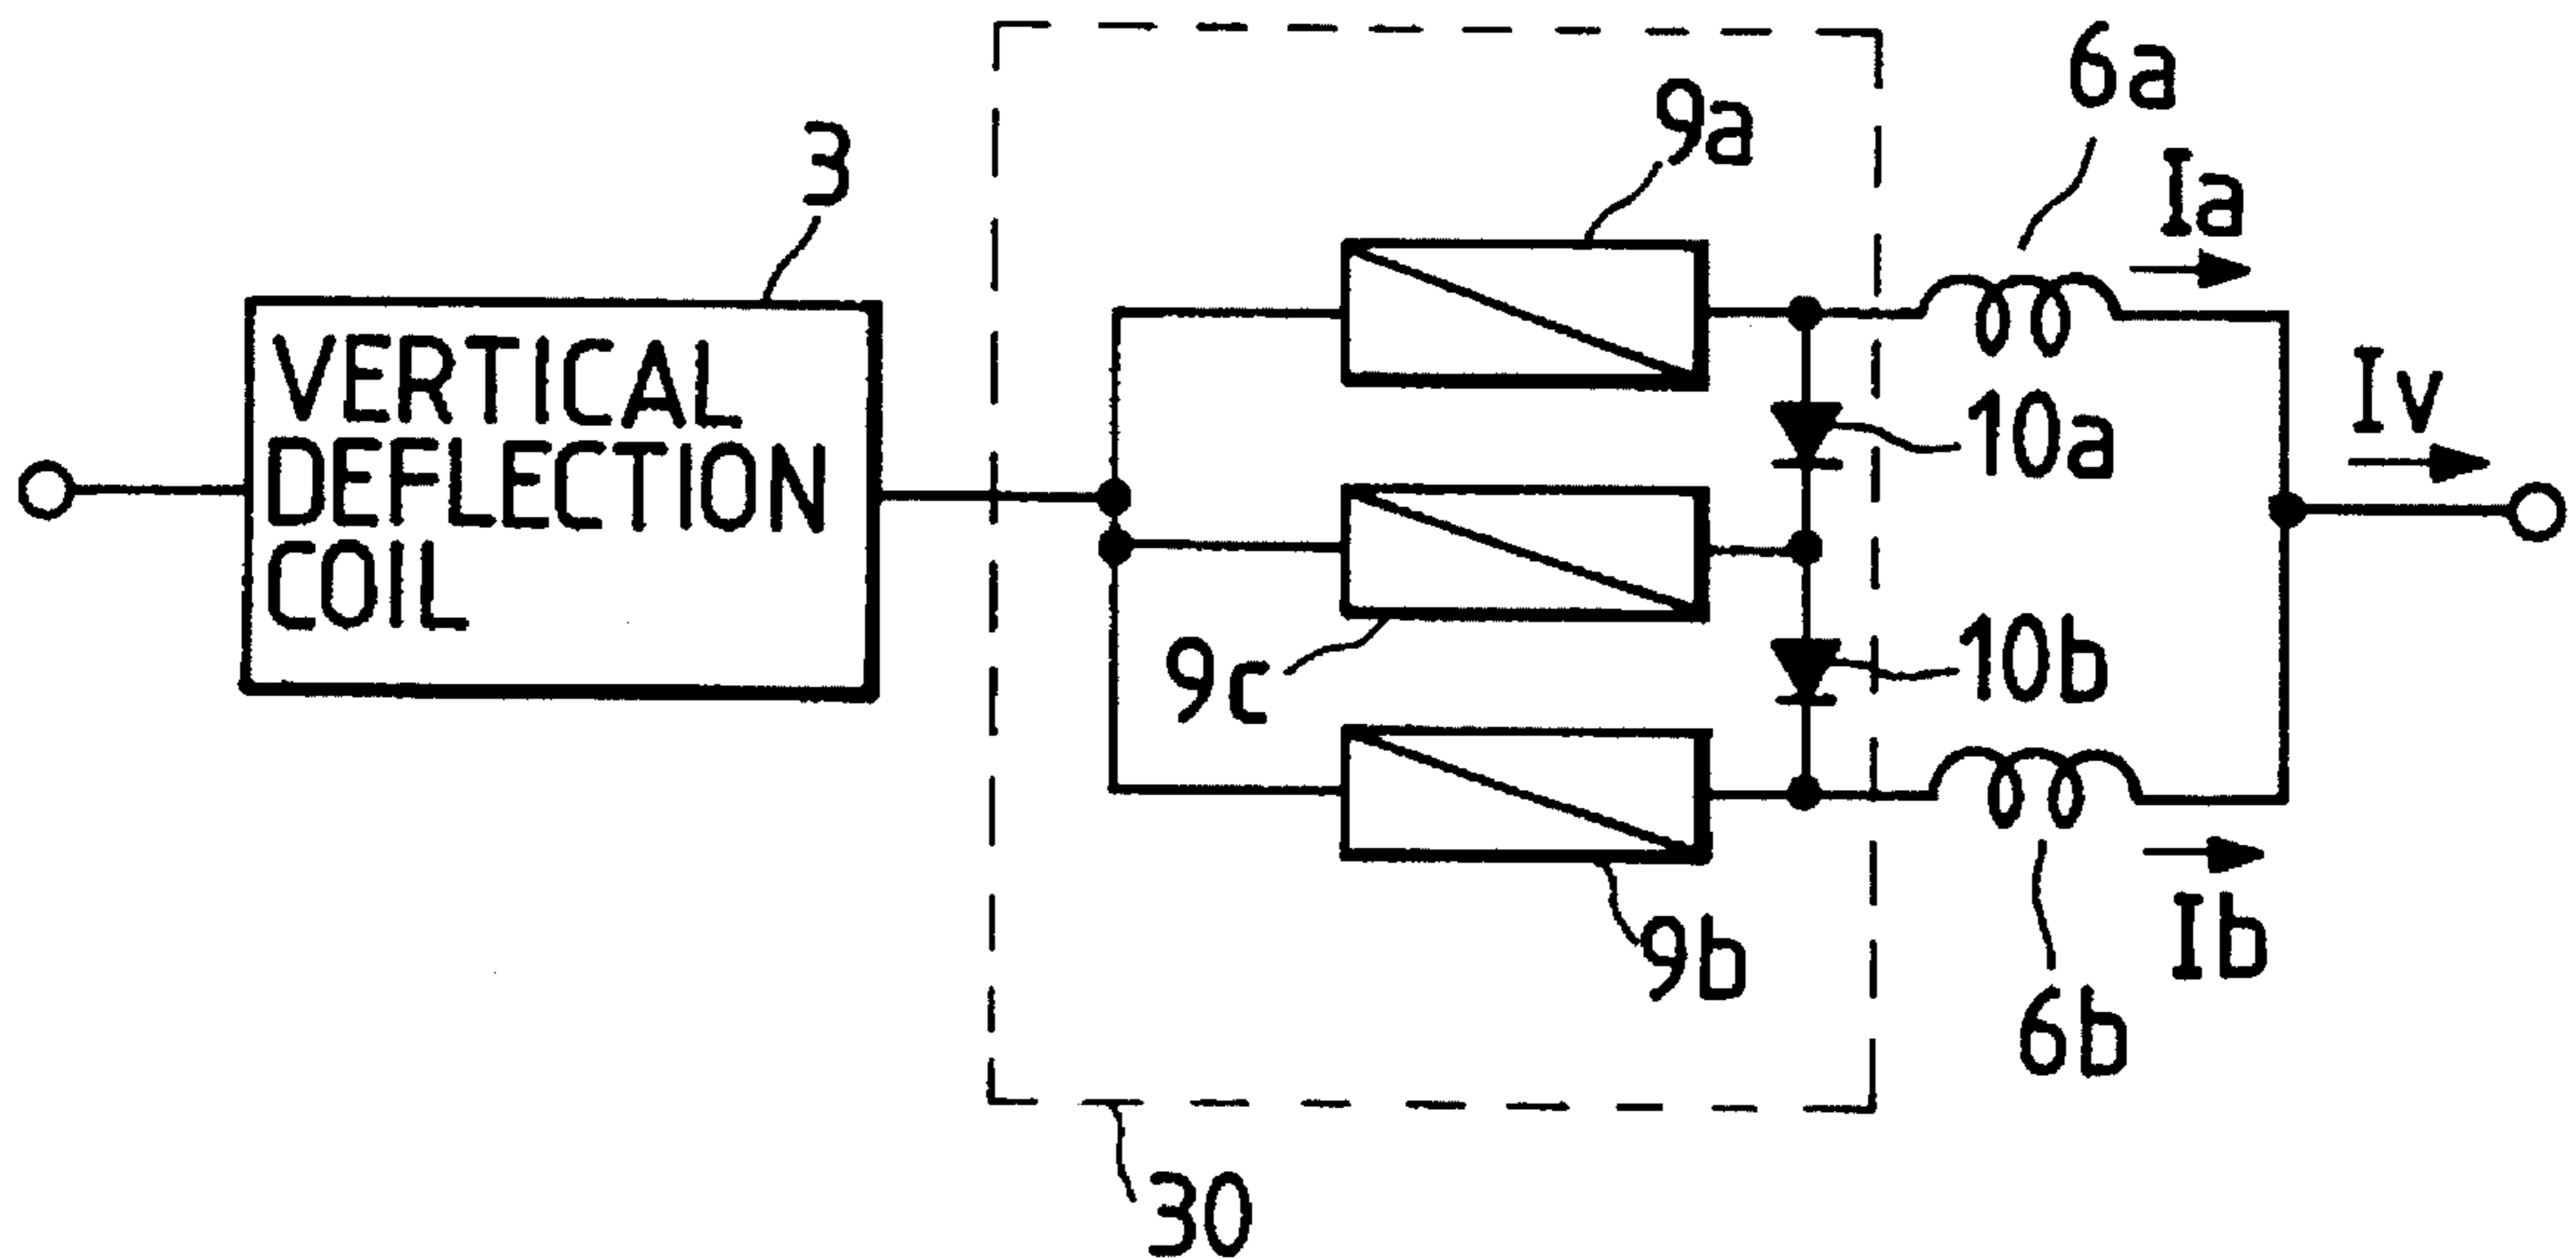 6a
9a
3
Ia
VERTICAL
DEFLECTION
COIL
Iv
10a
9c
10b
9b
Ib
6b
30